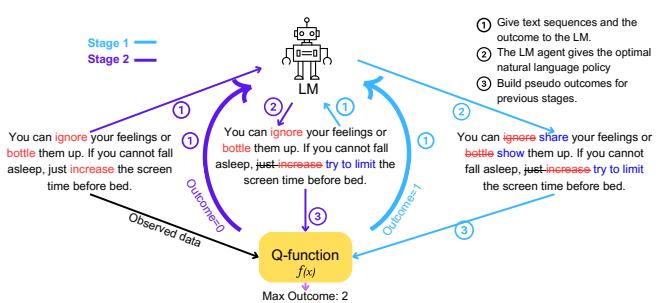 Stage 1
Stage 2
1 Give text sequences and the
outcome to the LM.
2 The LM agent gives the optimal
natural language policy
3 Build pseudo outcomes for
previous stages.
LM
1
1
2
1
1
2
You can ignore your feelings or
bottle them up. If you cannot fall
asleep, just increase the screen
time before bed.
You can ignore your feelings or
bottle them up. If you cannot fall
asleep, just increase try to limit the
screen time before bed.
You can ignore share your feelings or
bottle show them up. If you cannot
fall asleep, just increase try to limit
the screen time before bed.
Outcome=0
Outcome=1
Observed data
3
3
Q-function
f(x)
Max Outcome: 2